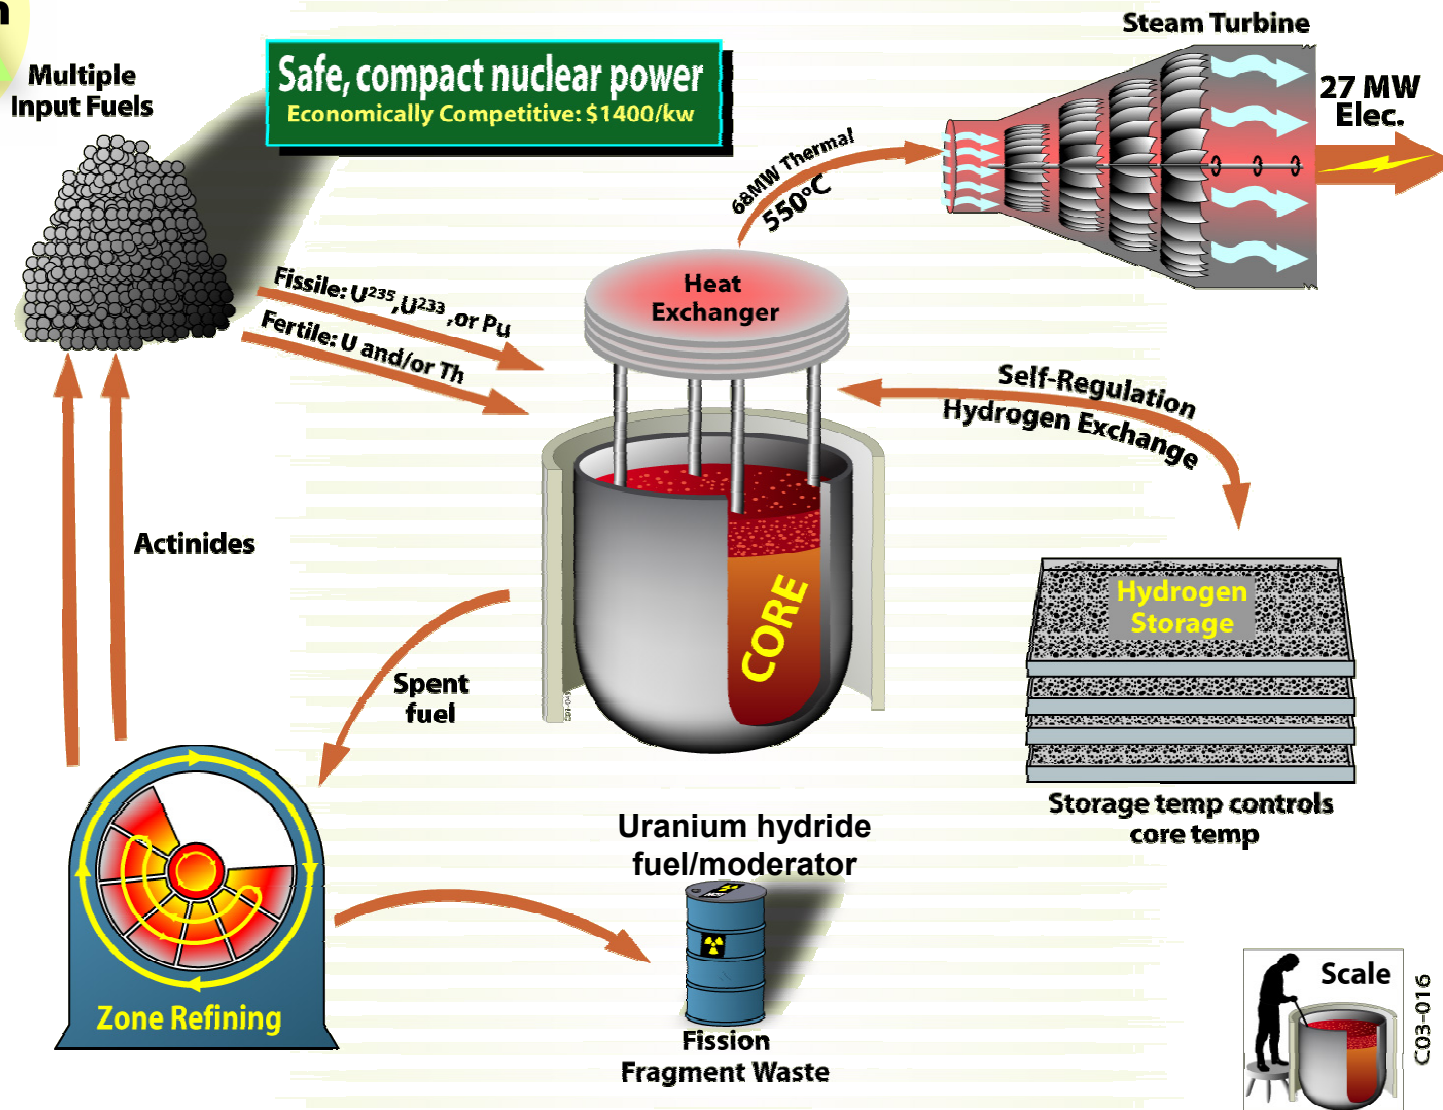 n
Steam Turbine
Multiple
Input Fuels
Safe, compact nuclear power
Economically Competitive: $1400/kw
27 MW
Elec.
68MW Thermal
550°C
Fissile: U²³⁵,U²³³,or Pu
Fertile: U and/or Th
Heat
Exchanger
Self-Regulation
Hydrogen Exchange
Actinides
CORE
Hydrogen
Storage
Spent
fuel
Storage temp controls
core temp
Uranium hydride
fuel/moderator
Zone Refining
Fission
Fragment Waste
Scale
C03-016